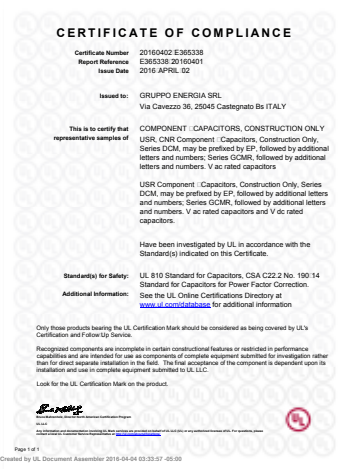 CERTIFICATE OF COMPLIANCE
Certificate Number 20160402 E365338
Report Reference E365338 20160401
Issue Date 2016 APRIL 02
Issued to: GRUPPO ENERGIA SRL
Via Cavezzo 36, 25045 Castegnato Bs ITALY
This is to certify that COMPONENT CAPACITORS, CONSTRUCTION ONLY
representative samples of USR, CNR Component Capacitors, Construction Only,
Series DCM, may be prefixed by EP, followed by additional
letters and numbers; Series GCMR, followed by additional
letters and numbers. V ac rated capacitors
USR Component Capacitors, Construction Only, Series
DCM, may be prefixed by EP, followed by additional letters
and numbers; Series GCMR, followed by additional letters
and numbers. V ac rated capacitors and V dc rated
capacitors.
Have been investigated by UL in accordance with the
Standard(s) indicated on this Certificate.
Standard(s) for Safety: UL 810 Standard for Capacitors, CSA C22.2 No. 190 14
Standard for Capacitors for Power Factor Correction.
Additional Information: See the UL Online Certifications Directory at
www.ul.com/database for additional information
Only those products bearing the UL Certification Mark should be considered as being covered by UL's
Certification and Follow Up Service.
Recognized components are incomplete in certain constructional features or restricted in performance
capabilities and are intended for use as components of complete equipment submitted for investigation rather
than for direct separate installation in the field. The final acceptance of the component is dependent upon its
installation and use in complete equipment submitted to UL LLC.
Look for the UL Certification Mark on the product.
UL LLC
UL
Page 1 of 1
Created by UL Document Assembler 2016-04-04 03:33:57 -05:00